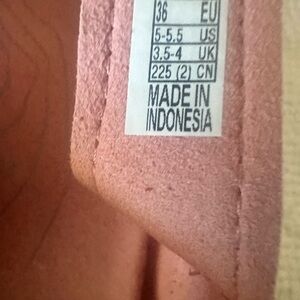 36 EU
5-5.5 US
3.5-4 UK
225 (2) CN
MADE IN
INDONESIA